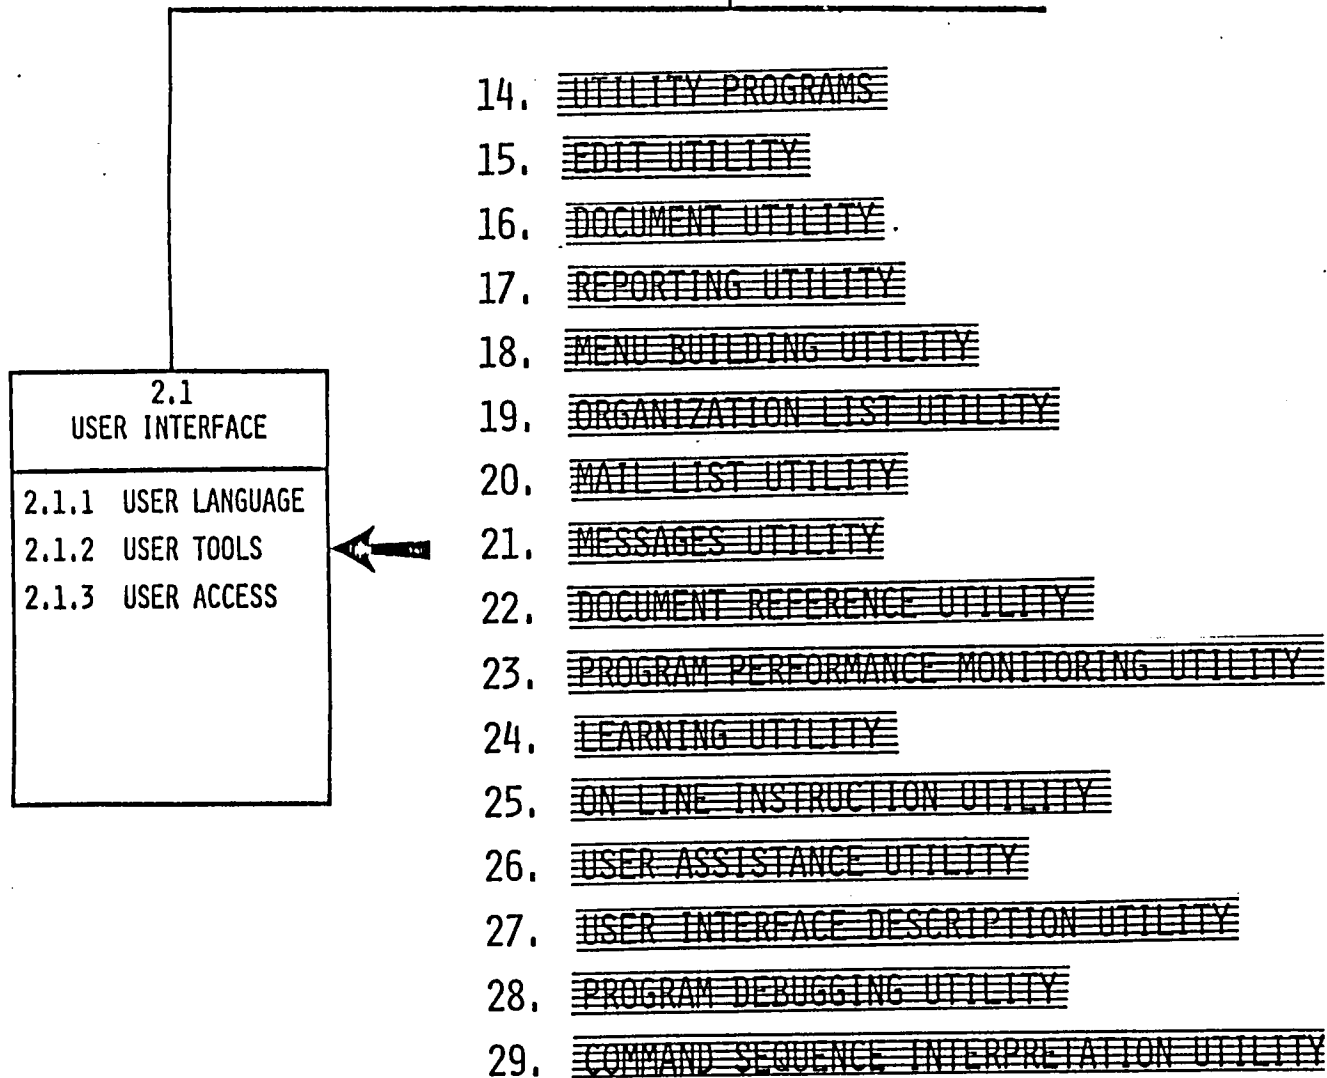 14. UTILITY PROGRAMS
15. EDIT UTILITY
16. DOCUMENT UTILITY
17. REPORTING UTILITY
18. MENU BUILDING UTILITY
2.1
USER INTERFACE
2.1.1 USER LANGUAGE
2.1.2 USER TOOLS
2.1.3 USER ACCESS
19. ORGANIZATION LIST UTILITY
20. MAIL LIST UTILITY
21. MESSAGES UTILITY
22. DOCUMENT REFERENCE UTILITY
23. PROGRAM PERFORMANCE MONITORING UTILITY
24. LEARNING UTILITY
25. ON LINE INSTRUCTION UTILITY
26. USER ASSISTANCE UTILITY
27. USER INTERFACE DESCRIPTION UTILITY
28. PROGRAM DEBUGGING UTILITY
29. COMMAND SEQUENCE INTERPRETATION UTILITY